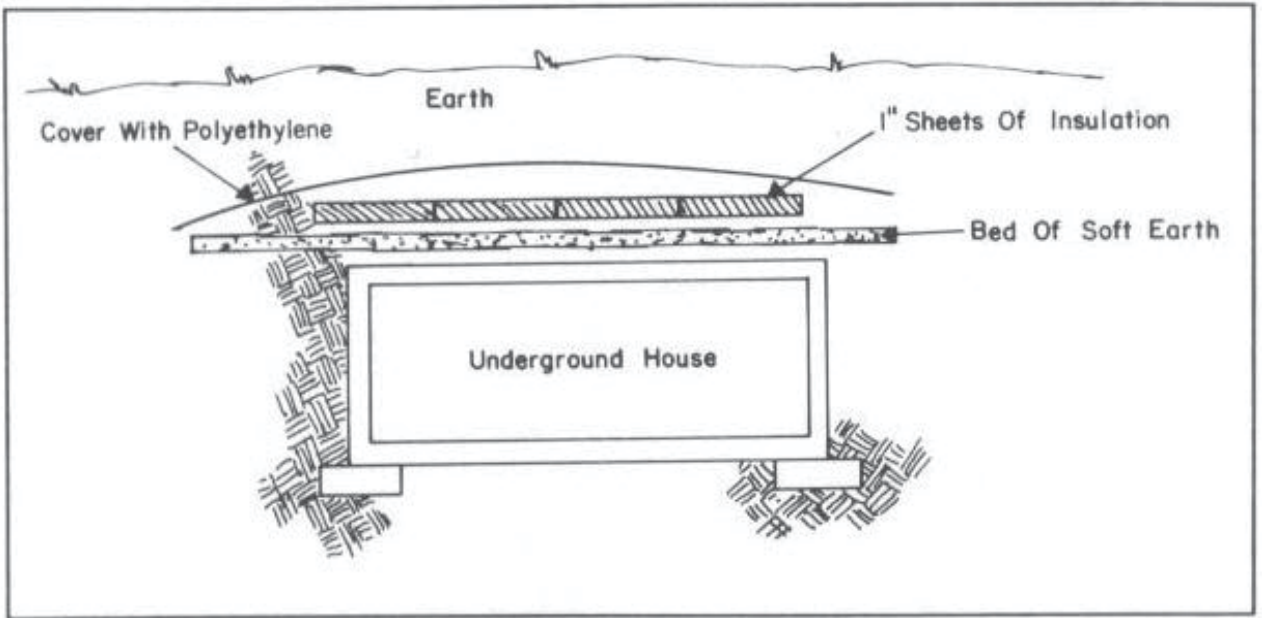 Earth
Cover With Polyethylene
1" Sheets Of Insulation
Bed Of Soft Earth
Underground House